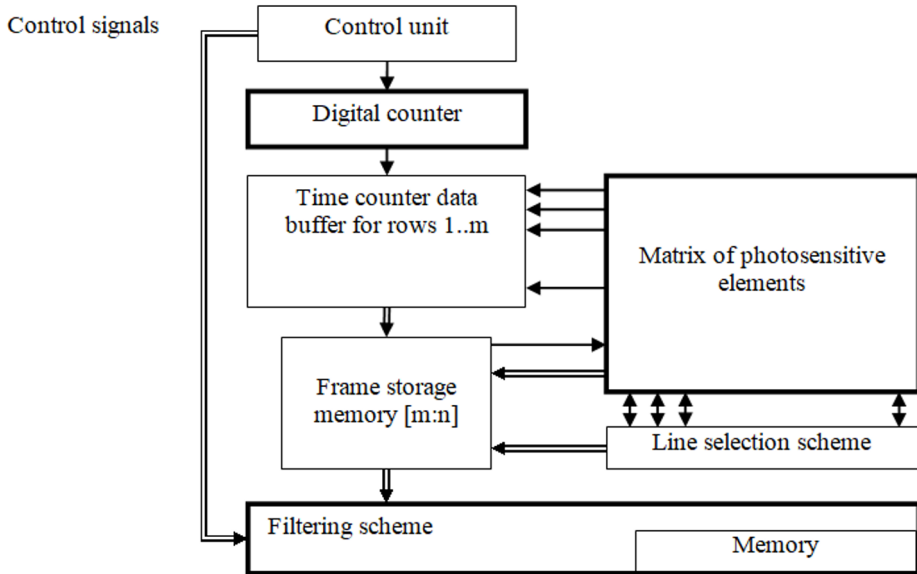 Control signals
Control unit
Digital counter
Time counter data
buffer for rows 1..m
Matrix of photosensitive
elements
Frame storage
memory [m:n]
Line selection scheme
Filtering scheme
Memory